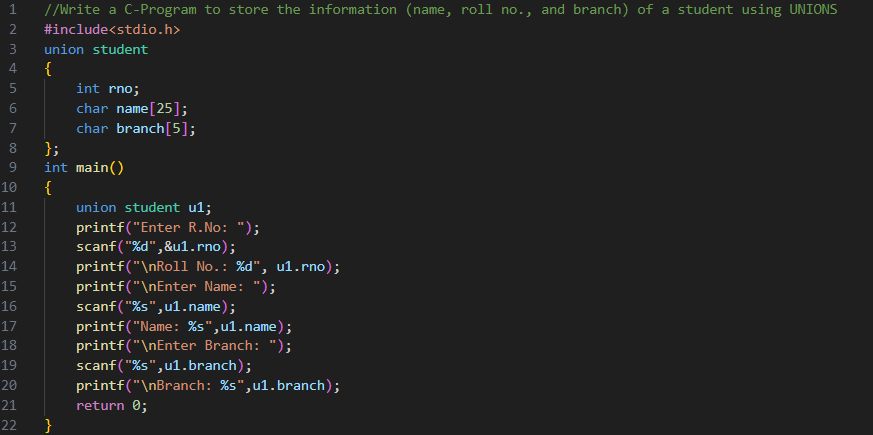 1 //Write a C-Program to store the information (name, roll no., and branch) of a student using UNIONS
2 #include<stdio.h>
3 union student
4 {
5     int rno;
6     char name[25];
7     char branch[5];
8 };
9 int main()
10 {
11     union student u1;
12     printf("Enter R.No: ");
13     scanf("%d",&u1.rno);
14     printf("\nRoll No.: %d", u1.rno);
15     printf("\nEnter Name: ");
16     scanf("%s",u1.name);
17     printf("Name: %s",u1.name);
18     printf("\nEnter Branch: ");
19     scanf("%s",u1.branch);
20     printf("\nBranch: %s",u1.branch);
21     return 0;
22 }